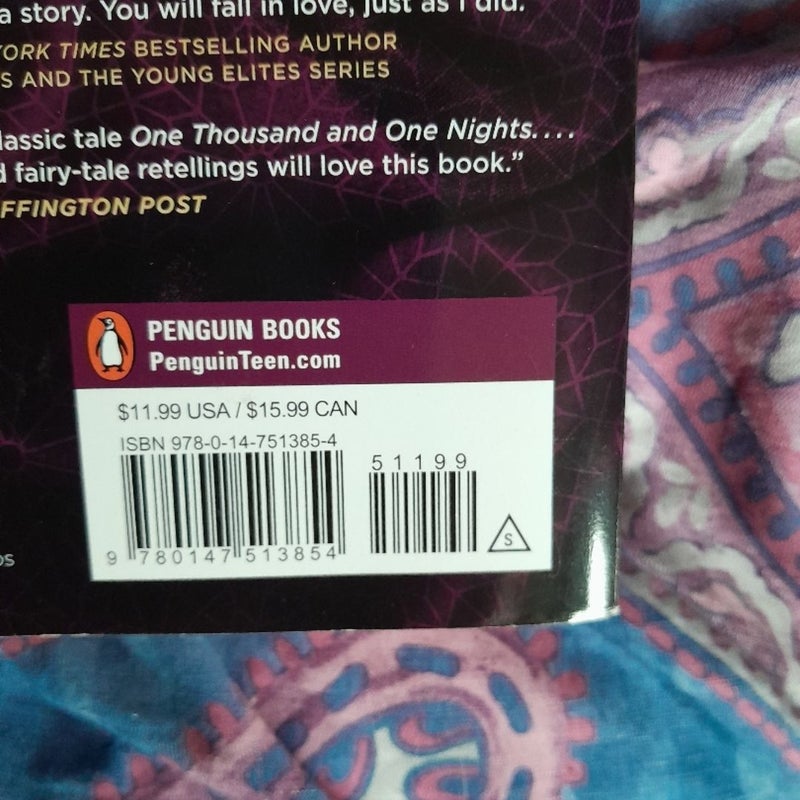 a story. You will fall in love, just as I did.
YORK TIMES BESTSELLING AUTHOR
S AND THE YOUNG ELITES SERIES
lassic tale One Thousand and One Nights....
d fairy-tale retellings will love this book.”
FFINGTON POST
PENGUIN BOOKS
PenguinTeen.com
$11.99 USA / $15.99 CAN
ISBN 978-0-14-751385-4
51199
9 780147 513854
S
os